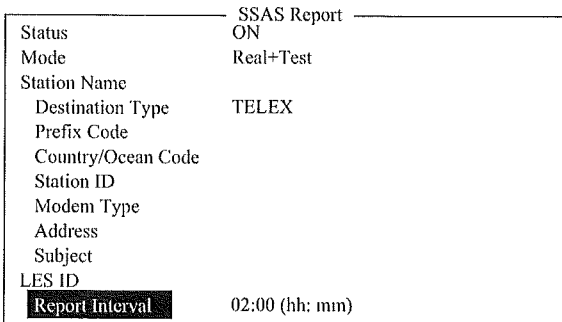 SSAS Report
Status ON
Mode Real+Test
Station Name
Destination Type TELEX
Prefix Code
Country/Ocean Code
Station ID
Modem Type
Address
Subject
LES ID
Report Interval 02:00 (hh: mm)